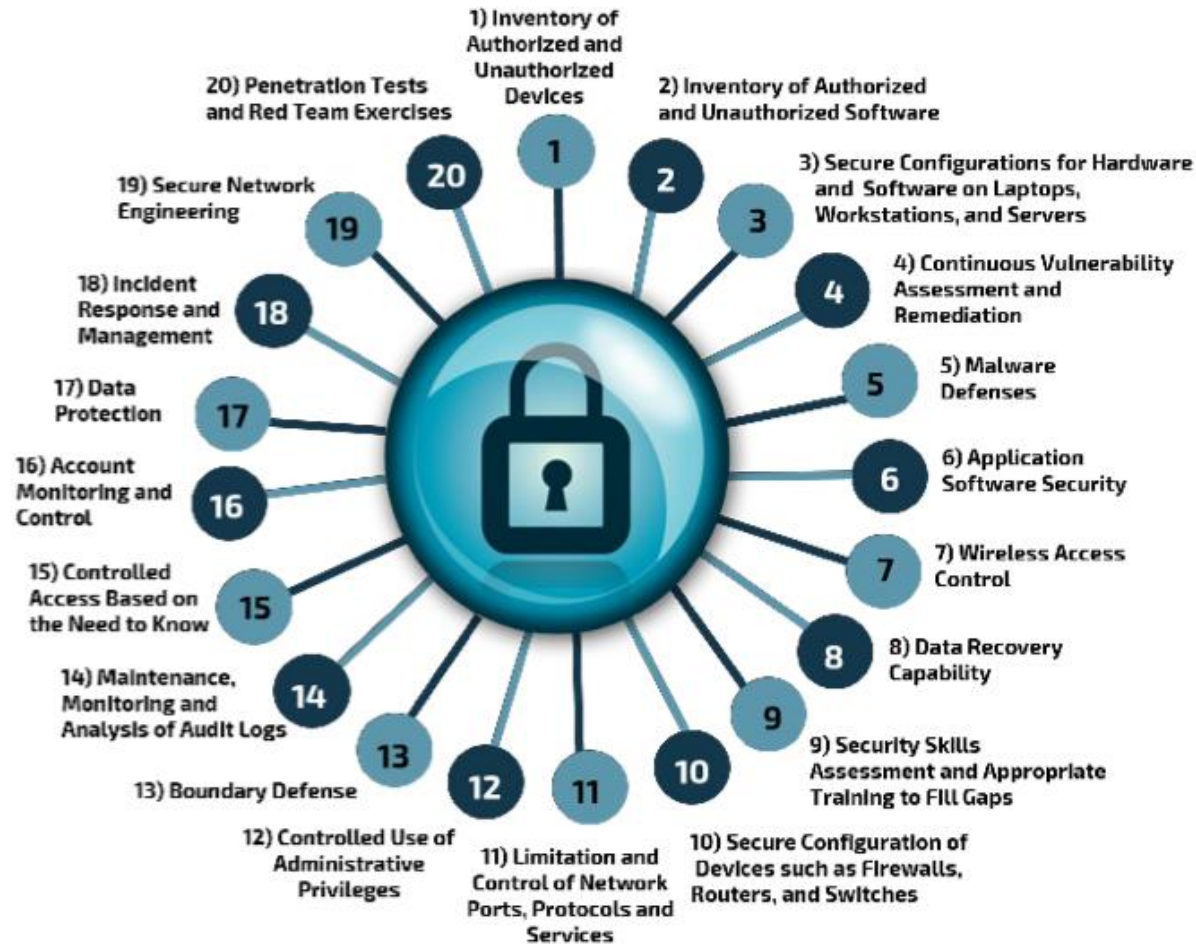 1) Inventory of
Authorized and
Unauthorized
Devices
2) Inventory of Authorized
and Unauthorized Software
3) Secure Configurations for Hardware
and Software on Laptops,
Workstations, and Servers
4) Continuous Vulnerability
Assessment and
Remediation
5) Malware
Defenses
6) Application
Software Security
7) Wireless Access
Control
8) Data Recovery
Capability
9) Security Skills
Assessment and Appropriate
Training to Fill Gaps
10) Secure Configuration of
Devices such as Firewalls,
Routers, and Switches
11) Limitation and
Control of Network
Ports, Protocols and
Services
12) Controlled Use of
Administrative
Privileges
13) Boundary Defense
14) Maintenance,
Monitoring and
Analysis of Audit Logs
15) Controlled
Access Based on
the Need to Know
16) Account
Monitoring and
Control
17) Data
Protection
18) Incident
Response and
Management
19) Secure Network
Engineering
20) Penetration Tests
and Red Team Exercises
1
2
3
4
5
6
7
8
9
10
11
12
13
14
15
16
17
18
19
20